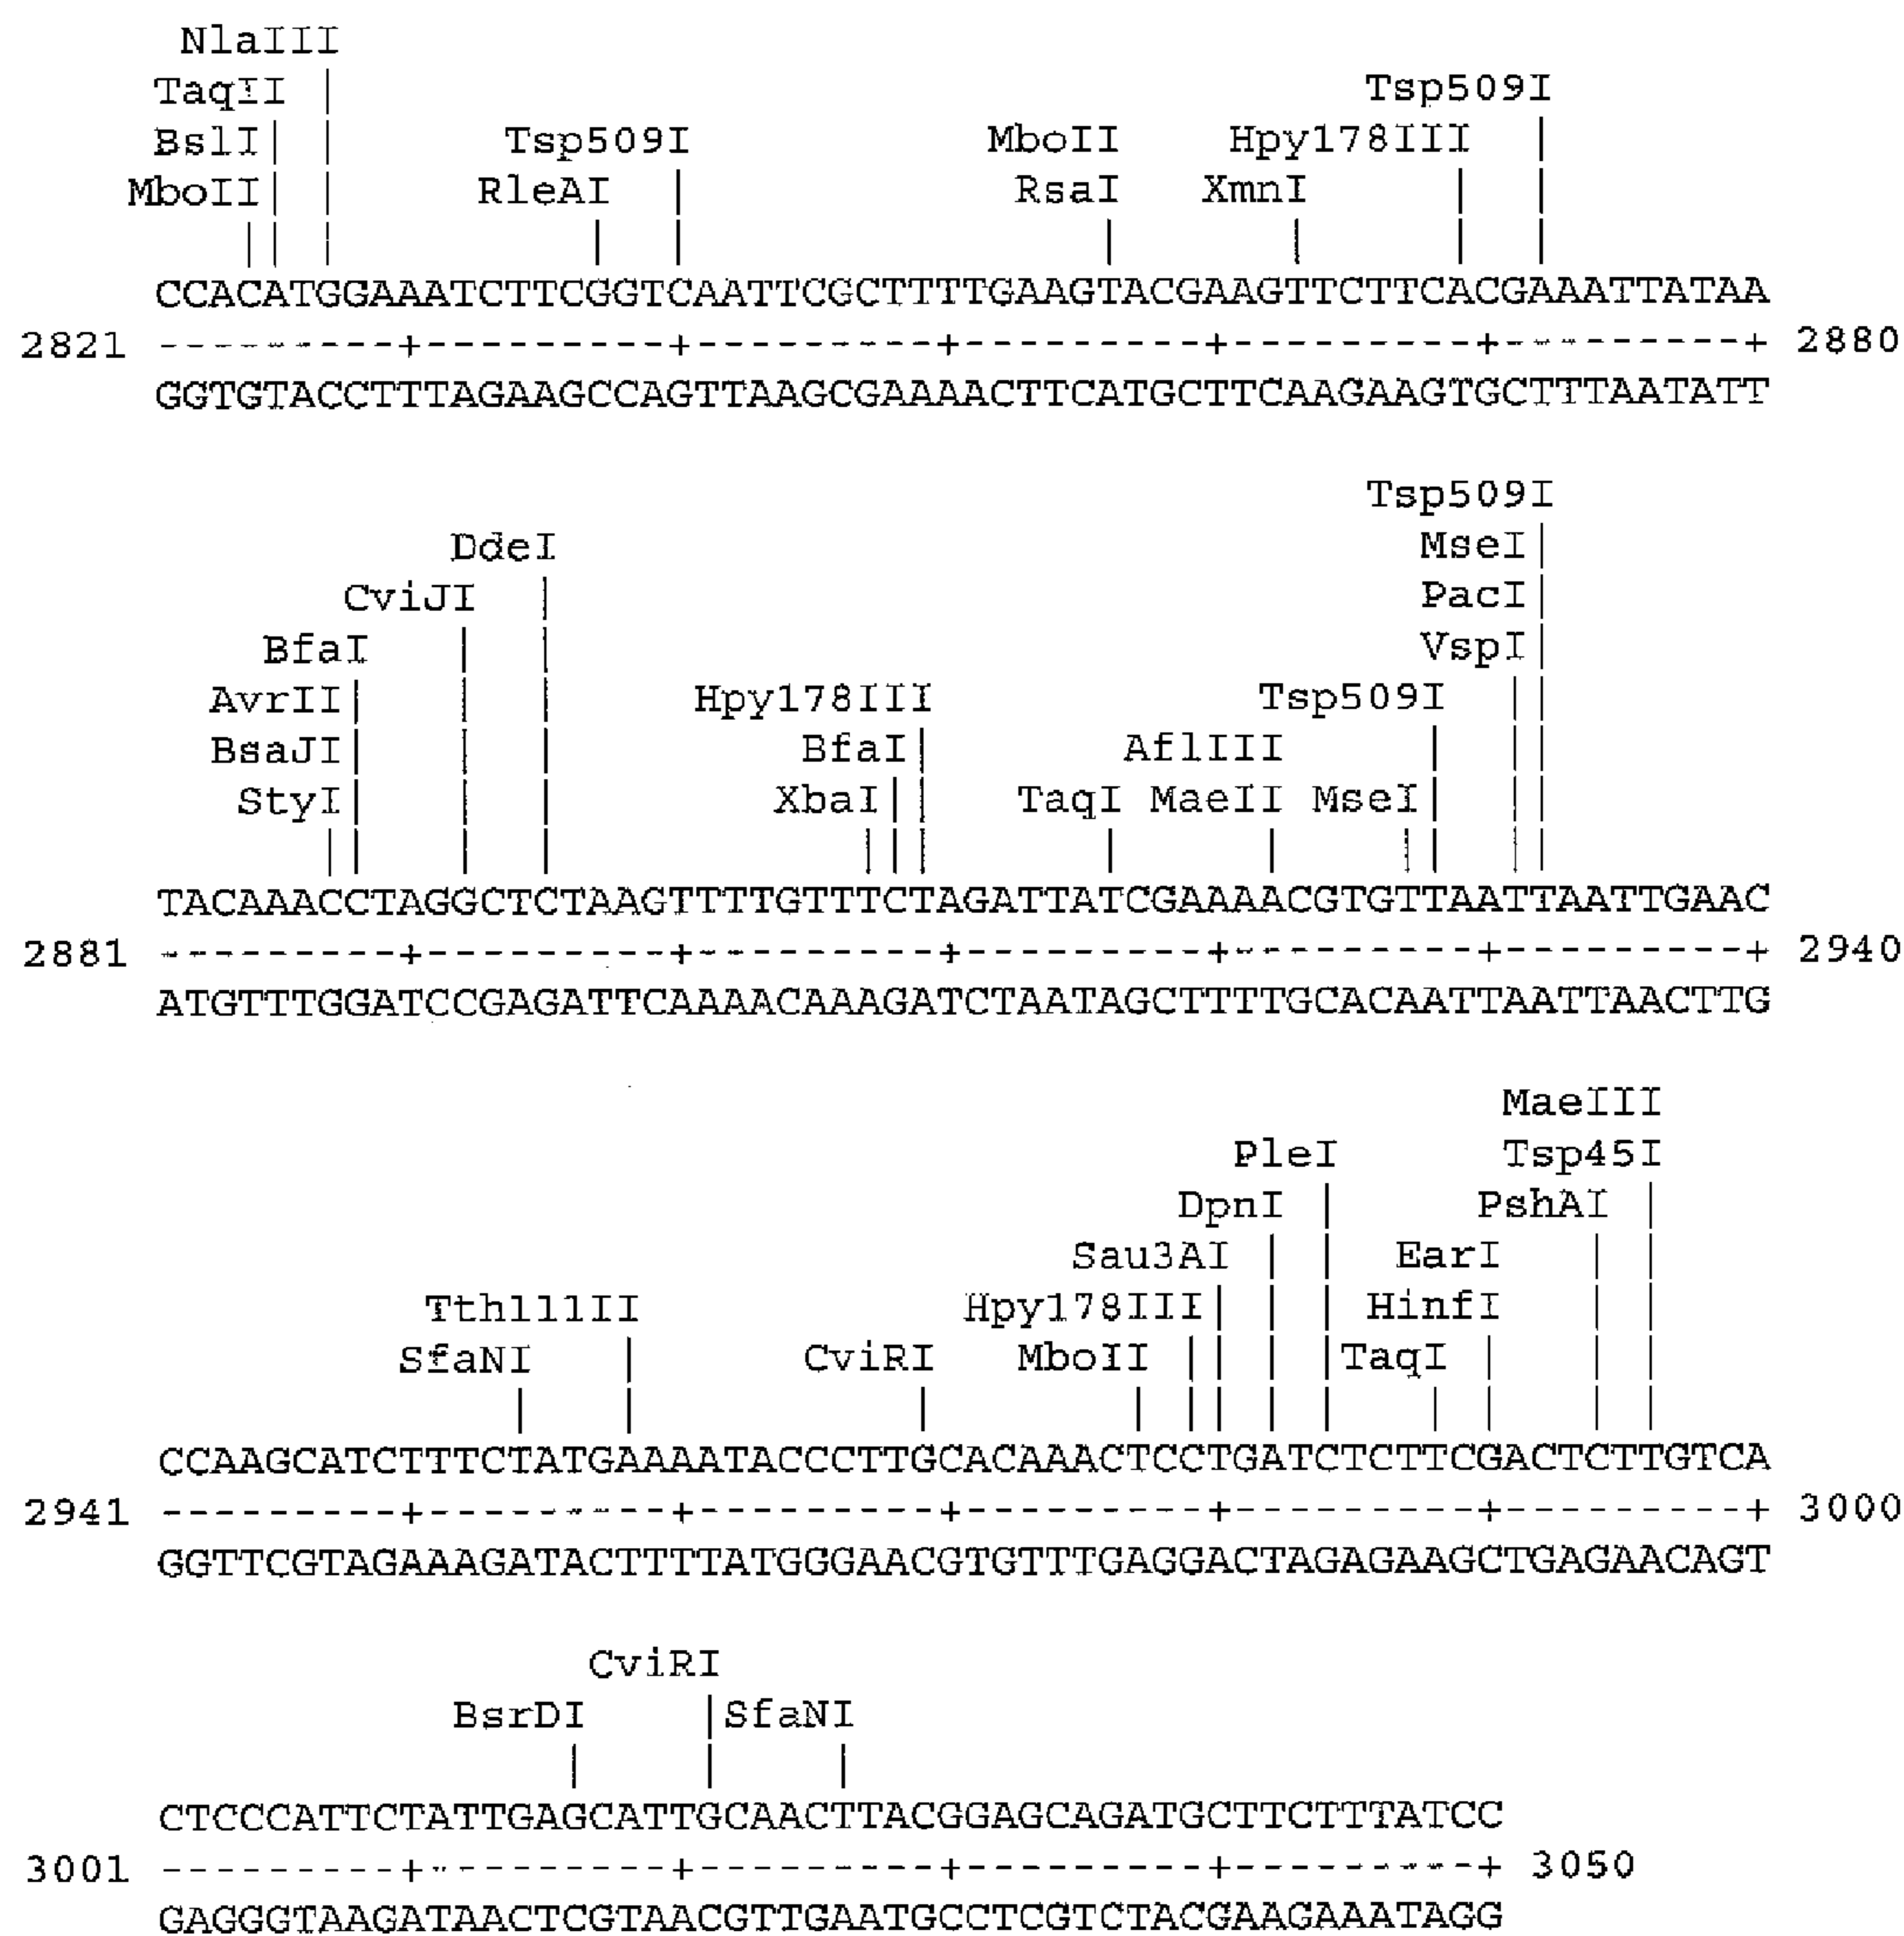 NlaIII
TaqII |
Tsp509I
BslI| |
Tsp509I
MboII
Hpy178III |
MboII| |
RleAI |
RsaI
XmnI
| |
|| |
CCACATGGAAAATCTTCGGTCAATTCGCTTTTTGAAGTACGAAGTTCTTCACGAAATTATAA
2821 ---------+---------+---------+---------+---------+---------+ 2880
GGTGTACCTTTAGAAGCCAGTTAAGCGAAAACTTCATGCTTCAAGAAGTGCTTTAATATT
Tsp509I
DdeI
MseI|
CviJI |
PacI|
BfaI | |
VspI|
AvrII| | |
Hpy178III
Tsp509I ||
BsaJI| | |
BfaI|
AflIII | ||
StyI| | |
XbaI||
TaqI MaeII MseI| ||
|| | |
TACAAACCTAGGCTCTAAGTTTTTGTTTCTAGATTATCGAAAACGTGTTAATTAATTGAAC
2881 ---------+---------+---------+---------+---------+---------+ 2940
ATGTTTGGATCCGAGATTCAAAACAAAGATCTAATAGCTTTTGCACAATTAATTAACTTG
MaeIII
PleI Tsp45I
DpnI | PshAI |
Sau3AI | | EarI | |
Tth111II Hpy178III| | | HinfI | |
SfaNI | CviRI MboII || | |TaqI | | |
CCAAGCATCTTTCTATGAAAATACCCTTGCACAAACTCCTGATCTCTTCGACTCTTGTCA
2941 ---------+---------+---------+---------+---------+---------+ 3000
GGTTCGTAGAAAGATACTTTTATGGGAACGTGTTTGAGGACTAGAGAAGCTGAGAACAGT
CviRI
BsrDI |SfaNI
CTCCCATTCTATTGAGCATTGCAACTTACGGAGCAGATGCTTCTTTATCC
3001 ---------+---------+---------+---------+---------+ 3050
GAGGGTAAGATAACTCGTAACGTTGAATGCCTCGTCTACGAAGAAATAGG